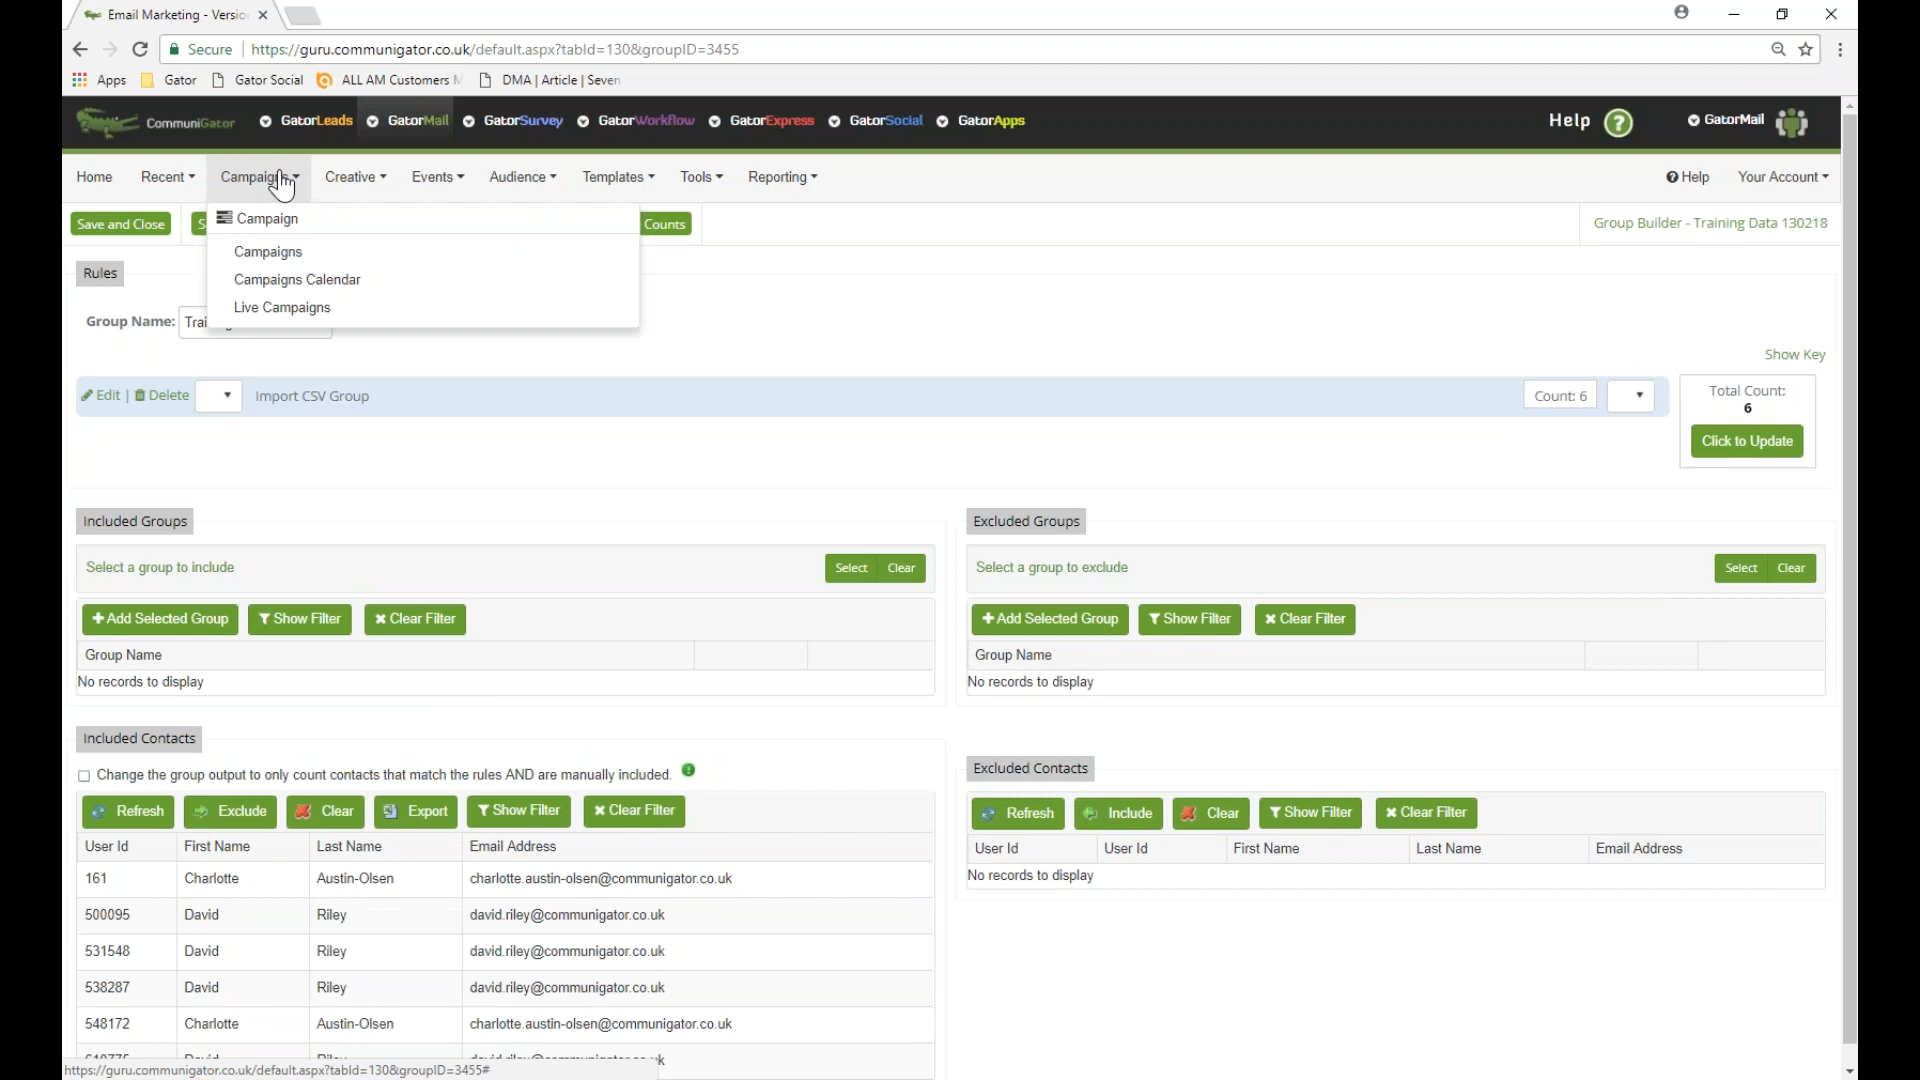 Email Marketing - Versio
Secure https://guru.communigator.co.uk/default.aspx?tabId=130&groupID=3455
Apps Gator Gator Social ALL AM Customers DMA | Article | Seven
CommuniGator GatorLeads GatorMail GatorSurvey GatorWorkflow GatorExpress GatorSocial GatorApps Help ? GatorMail
Home Recent Campaigns Creative Events Audience Templates Tools Reporting Help Your Account
Save and Close Counts Group Builder - Training Data 130218
Campaign
Campaigns
Campaigns Calendar
Live Campaigns
Rules
Group Name:
Show Key
Edit | Delete Import CSV Group Count: 6
Total Count:
6
Click to Update
Included Groups
Select a group to include Select Clear
Add Selected Group Show Filter Clear Filter
Group Name
No records to display
Excluded Groups
Select a group to exclude Select Clear
Add Selected Group Show Filter Clear Filter
Group Name
No records to display
Included Contacts
Change the group output to only count contacts that match the rules AND are manually included.
Refresh Exclude Clear Export Show Filter Clear Filter
User Id First Name Last Name Email Address
161 Charlotte Austin-Olsen charlotte.austin-olsen@communigator.co.uk
500095 David Riley david.riley@communigator.co.uk
531548 David Riley david.riley@communigator.co.uk
538287 David Riley david.riley@communigator.co.uk
548172 Charlotte Austin-Olsen charlotte.austin-olsen@communigator.co.uk
Excluded Contacts
Refresh Include Clear Show Filter Clear Filter
User Id User Id First Name Last Name Email Address
No records to display
https://guru.communigator.co.uk/default.aspx?tabId=130&groupID=3455#